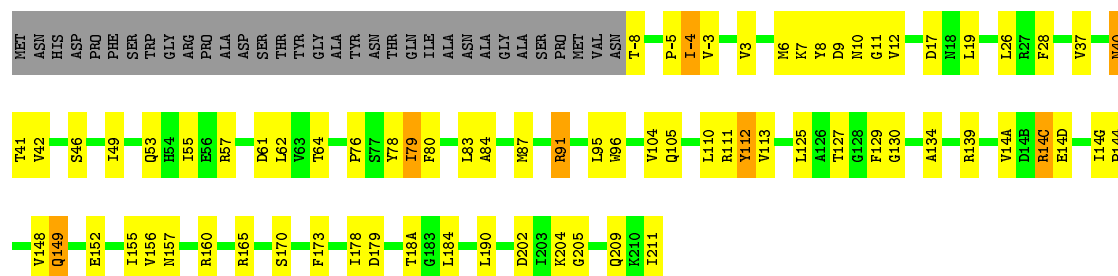 MET ASN HIS ASP PRO PHE SER TRP GLY ARG PRO ALA ASP SER THR TYR GLY ALA TYR ASN THR GLN ILE ALA ASN ALA GLY ALA SER PRO MET VAL ASN T-8 P-5 I-4 V-3 V3 M6 K7 Y8 D9 N10 G11 V12 D17 N18 L19 L26 R27 F28 V37
T41 V42 S46 I49 Q53 H54 I55 E56 R57 D61 L62 V63 T64 P76 S77 Y78 I79 F80 L83 A84 M87 R91 L95 W96 V104 Q105 L110 R111 Y112 V113 L125 A126 T127 G128 F129 G130 A134 R139 V14A D14B R14C E14D I14G
V148 Q149 E152 I155 V156 N157 R160 R165 S170 F173 I178 D179 T18A G183 L184 L190 D202 I203 K204 G205 Q209 K210 I211